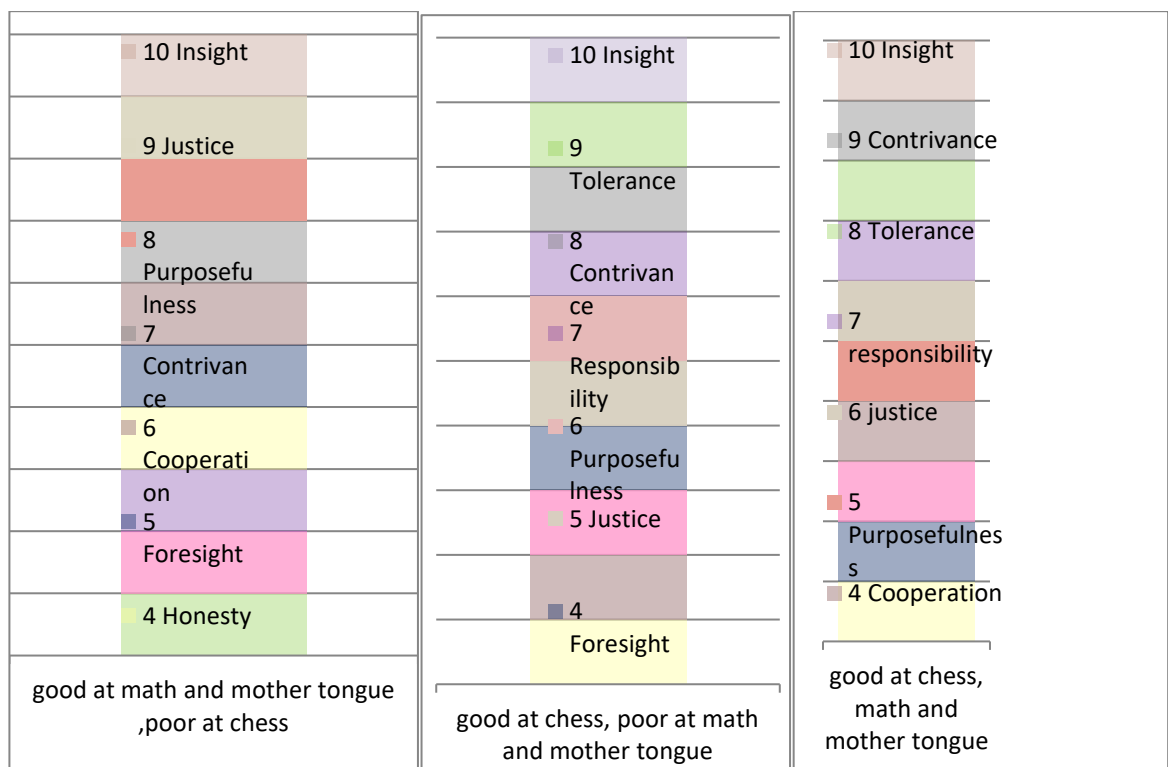 10 Insight
9 Justice
8
Purposefu
lness
7
Contrivan
ce
6
Cooperati
on
5
Foresight
4 Honesty
good at math and mother tongue
,poor at chess
10 Insight
9
Tolerance
8
Contrivan
ce
7
Responsib
ility
6
Purposefu
lness
5 Justice
4
Foresight
good at chess, poor at math
and mother tongue
10 Insight
9 Contrivance
8 Tolerance
7
responsibility
6 justice
5
Purposefulnes
s
4 Cooperation
good at chess,
math and
mother tongue